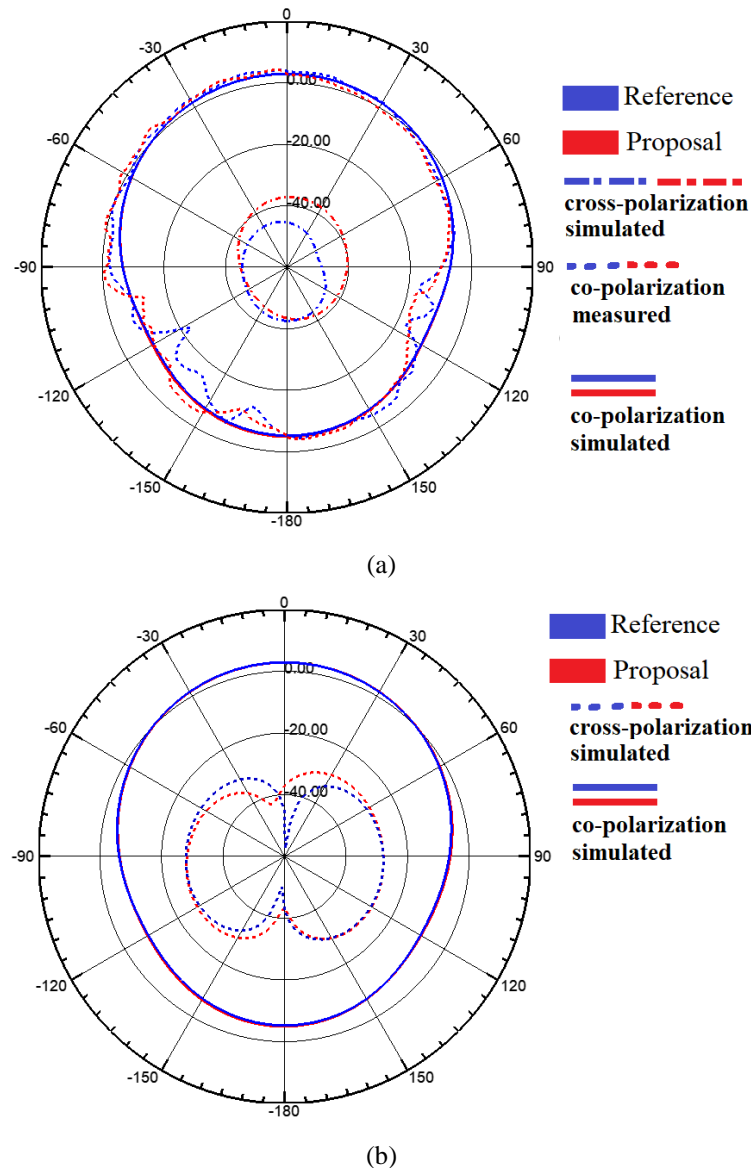 0
-30
30
-60
60
-90
90
-120
120
-150
150
-180
0.00
-20.00
-40.00
Reference
Proposal
cross-polarization
simulated
co-polarization
measured
co-polarization
simulated
(a)
0
-30
30
-60
60
-90
90
-120
120
-150
150
-180
0.00
-20.00
-40.00
Reference
Proposal
cross-polarization
simulated
co-polarization
simulated
(b)